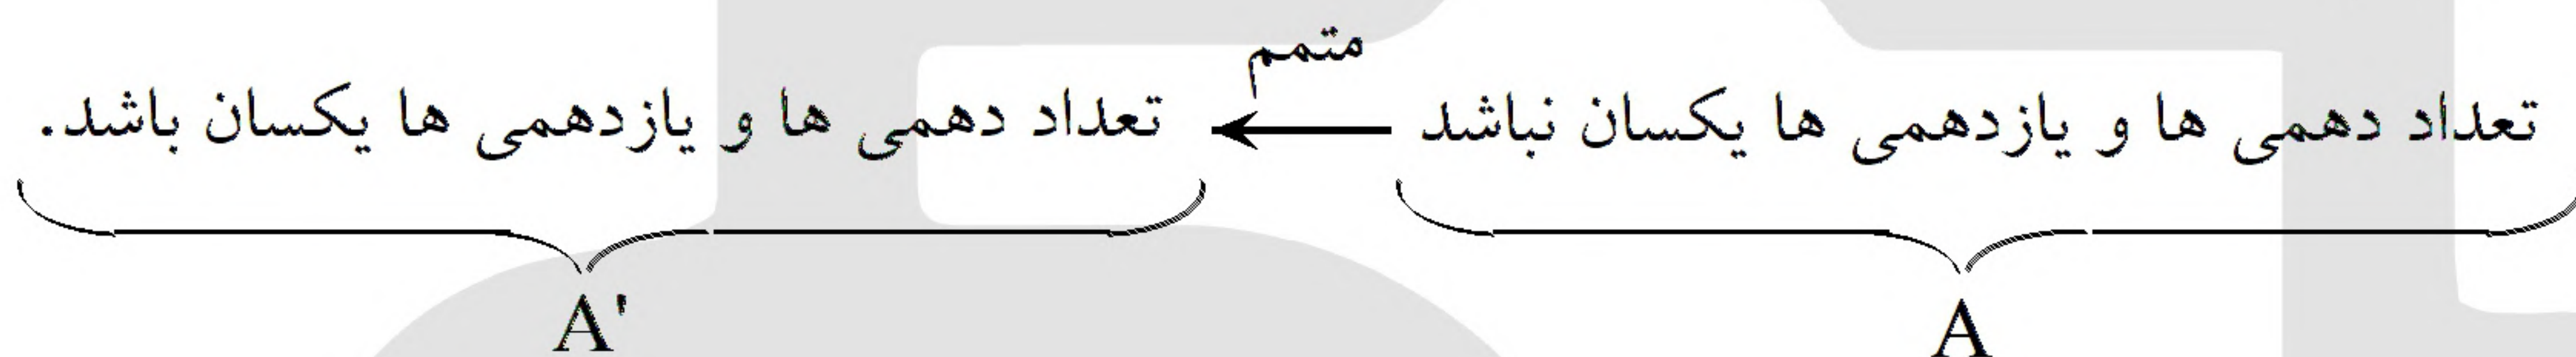 متمم
تعداد دهمی ها و یازدهمی ها یکسان نباشد ← تعداد دهمی ها و یازدهمی ها یکسان باشد.
A A'